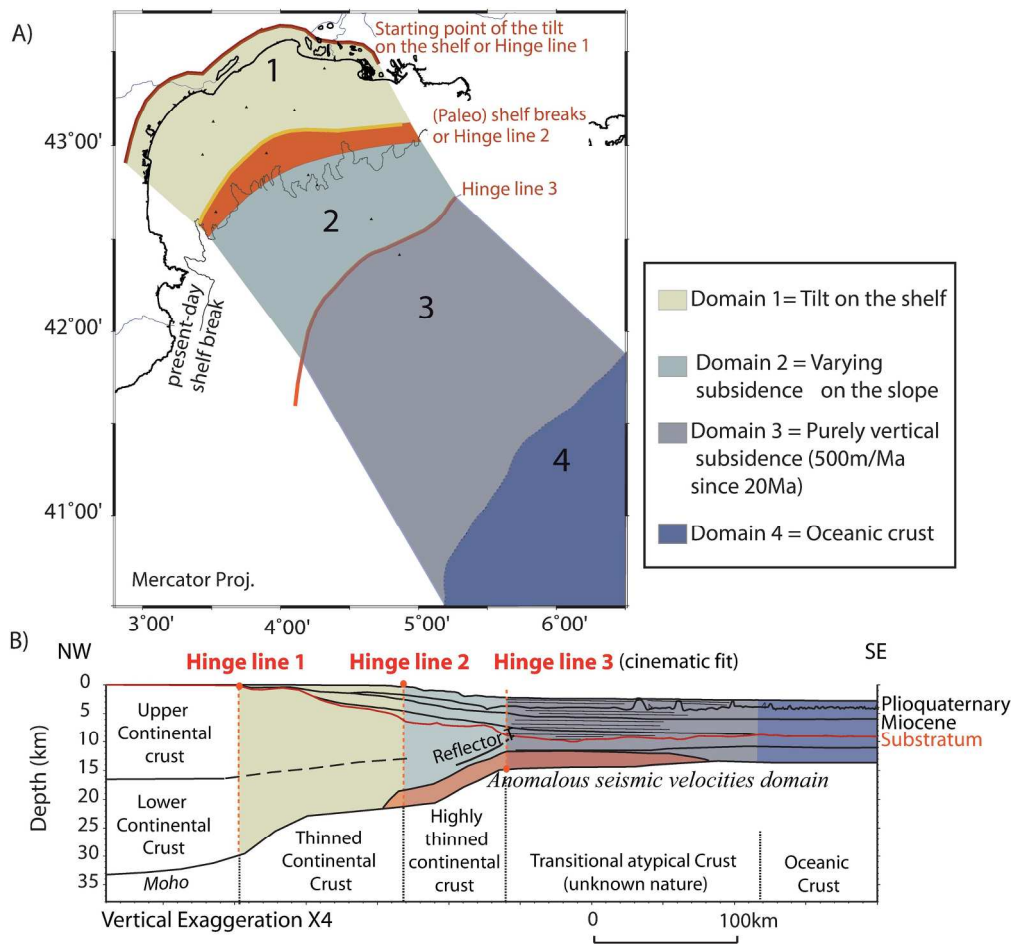 A)
Starting point of the tilt
on the shelf or Hinge line 1
1
(Paleo) shelf breaks
or Hinge line 2
43°00'
Hinge line 3
2
3
42°00'
present-day
shelf break
4
41°00'
Mercator Proj.
3°00' 4°00' 5°00' 6°00'
Domain 1= Tilt on the shelf
Domain 2 = Varying
subsidence on the slope
Domain 3 = Purely vertical
subsidence (500m/Ma
since 20Ma)
Domain 4 = Oceanic crust
B)
NW
SE
Hinge line 1 Hinge line 2 Hinge line 3 (cinematic fit)
Depth (km)
0
5
10
15
20
25
30
35
Plioquaternary
Miocene
Substratum
Upper
Continental
crust
Reflector T
Anomalous seismic velocities domain
Lower
Continental
Crust
Moho
Thinned
Continental
Crust
Highly
thinned
continental
crust
Transitional atypical Crust
(unknown nature)
Oceanic
Crust
Vertical Exaggeration X4
0 100km